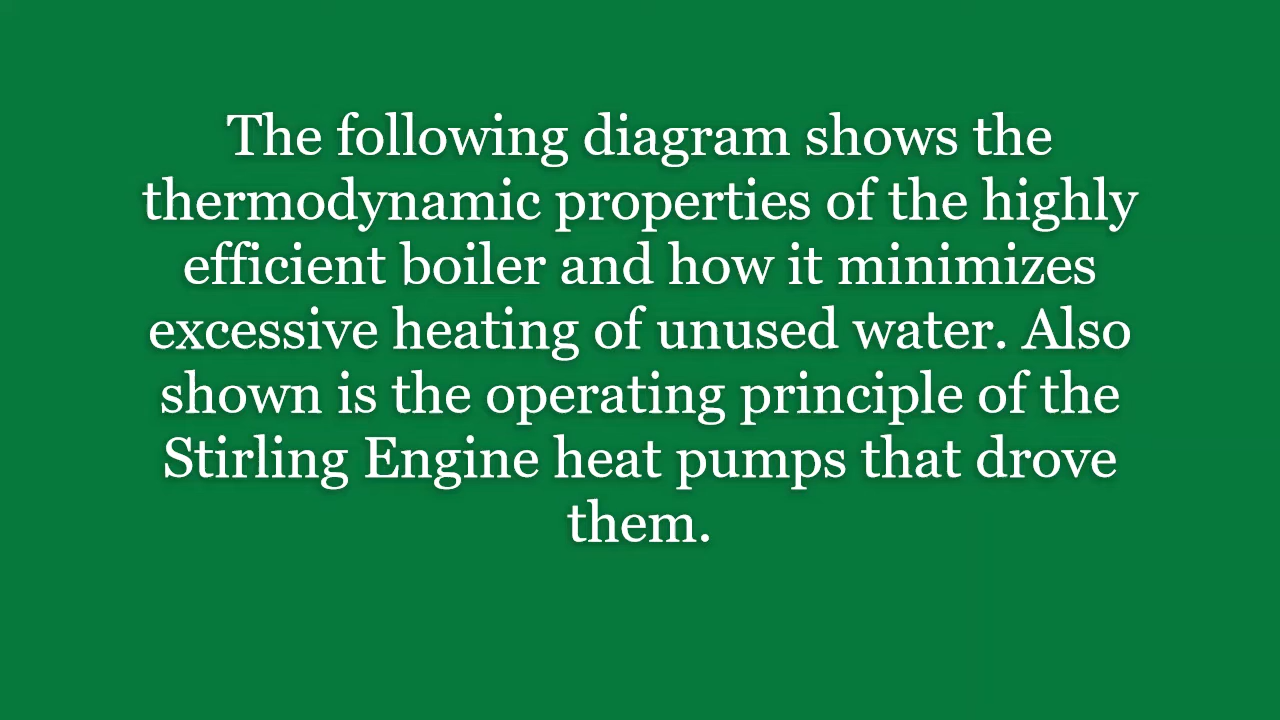 The following diagram shows the
thermodynamic properties of the highly
efficient boiler and how it minimizes
excessive heating of unused water. Also
shown is the operating principle of the
Stirling Engine heat pumps that drove
them.